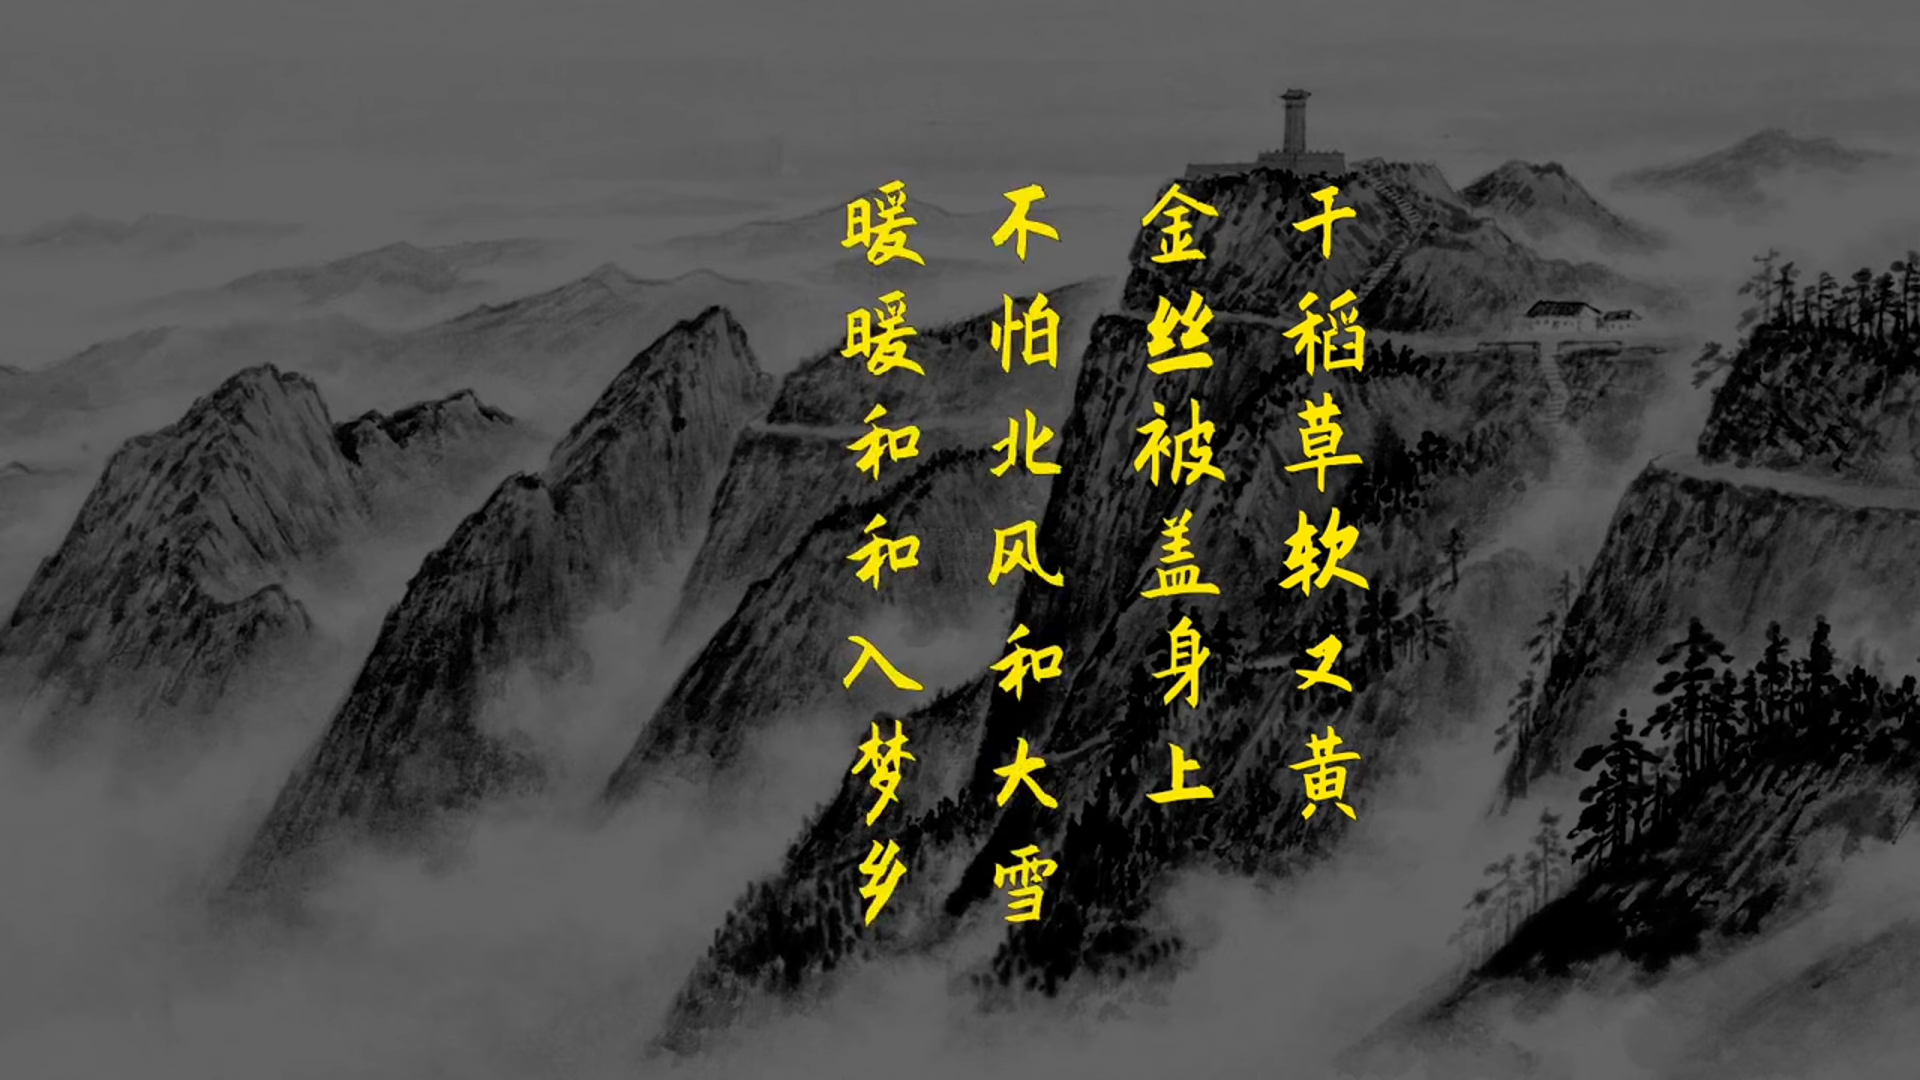 干稻草软又黄
金丝被盖身上
不怕北风和大雪
暖暖和和入梦乡